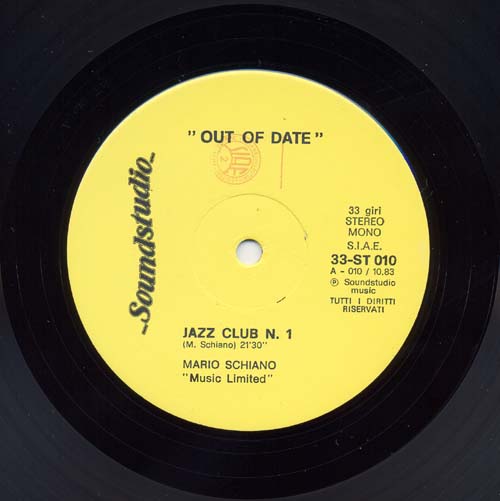 " OUT OF DATE "
Soundstudio
33 giri
STEREO
MONO
S.I.A.E.
33-ST 010
A - 010 / 10.83
Ⓟ Soundstudio
music
TUTTI I DIRITTI
RISERVATI
JAZZ CLUB N. 1
(M. Schiano) 21'30''
MARIO SCHIANO
"Music Limited"